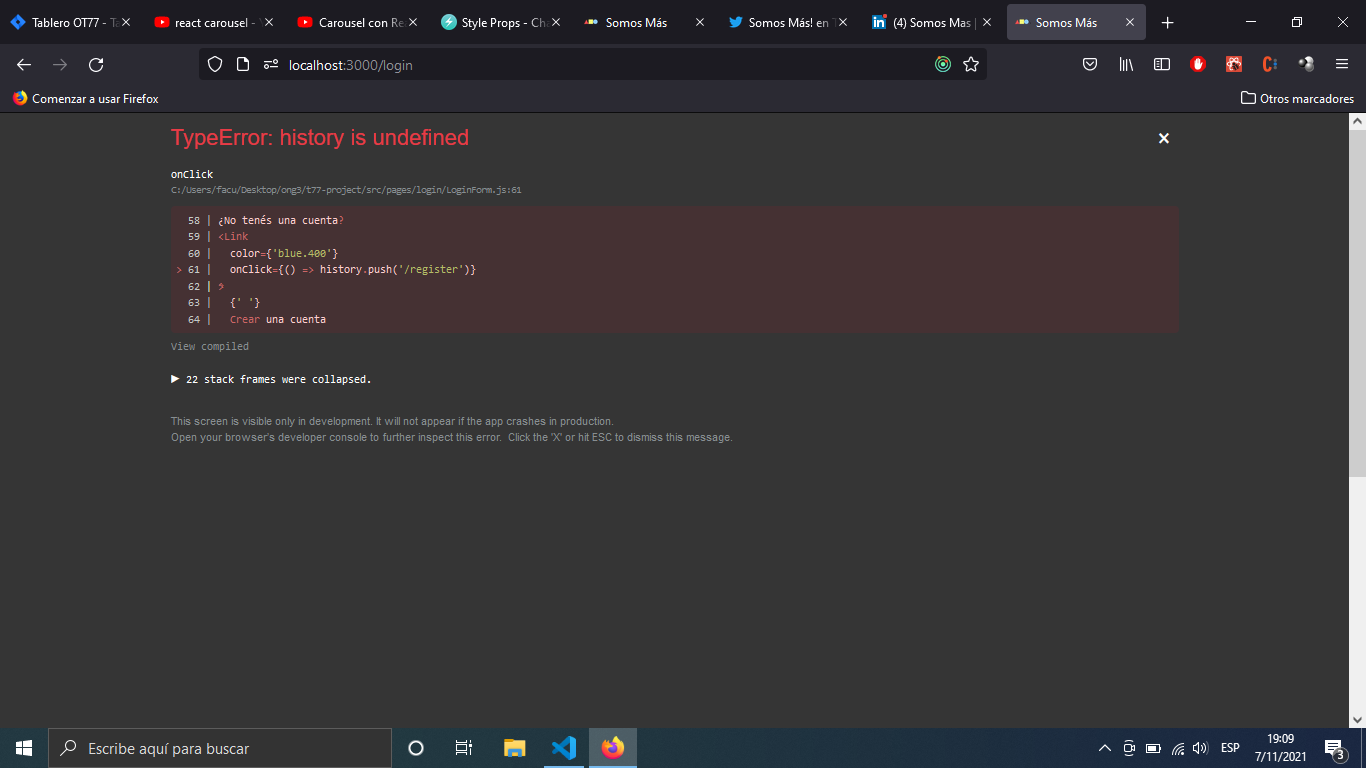 Tablero OT77 - Ta
react carousel -
Carousel con Re
Style Props - Cha
Somos Más
Somos Más! en T
(4) Somos Mas |
Somos Más
localhost:3000/login
Comenzar a usar Firefox
Otros marcadores
TypeError: history is undefined
onClick
C:/Users/facu/Desktop/ong3/t77-project/src/pages/login/LoginForm.js:61
58 | ¿No tenés una cuenta?
59 | <Link
60 |   color={'blue.400'}
> 61 |   onClick={() => history.push('/register')}
62 | >
63 |   {' '}
64 |   Crear una cuenta
View compiled
▶ 22 stack frames were collapsed.
This screen is visible only in development. It will not appear if the app crashes in production.
Open your browser's developer console to further inspect this error.  Click the 'X' or hit ESC to dismiss this message.
Escribe aquí para buscar
ESP
19:09
7/11/2021
3